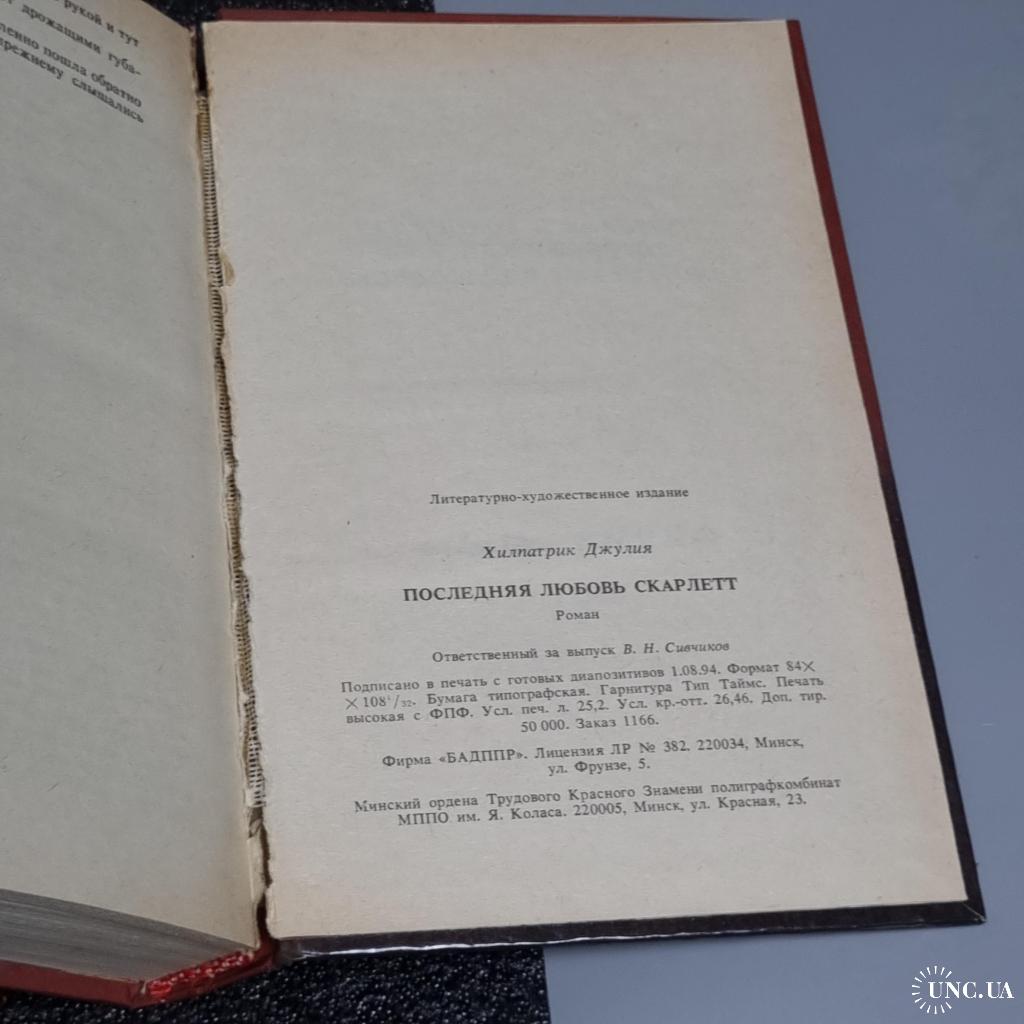 рукой и тут
дрожащими губа-
пошла обратно
слышались
Литературно-художественное издание
Хилпатрик Джулия
ПОСЛЕДНЯЯ ЛЮБОВЬ СКАРЛЕТТ
Роман
Ответственный за выпуск В. Н. Сивчиков
Подписано в печать с готовых диапозитивов 1.08.94. Формат 84×
×108¹/₃₂. Бумага типографская. Гарнитура Тип Таймс. Печать
высокая с ФПФ. Усл. печ. л. 25,2. Усл. кр.-отт. 26,46. Доп. тир.
50 000. Заказ 1166.
Фирма «БАДППР». Лицензия ЛР № 382. 220034, Минск,
ул. Фрунзе, 5.
Минский ордена Трудового Красного Знамени полиграфкомбинат
МППО им. Я. Коласа. 220005, Минск, ул. Красная, 23.
UNC.UA